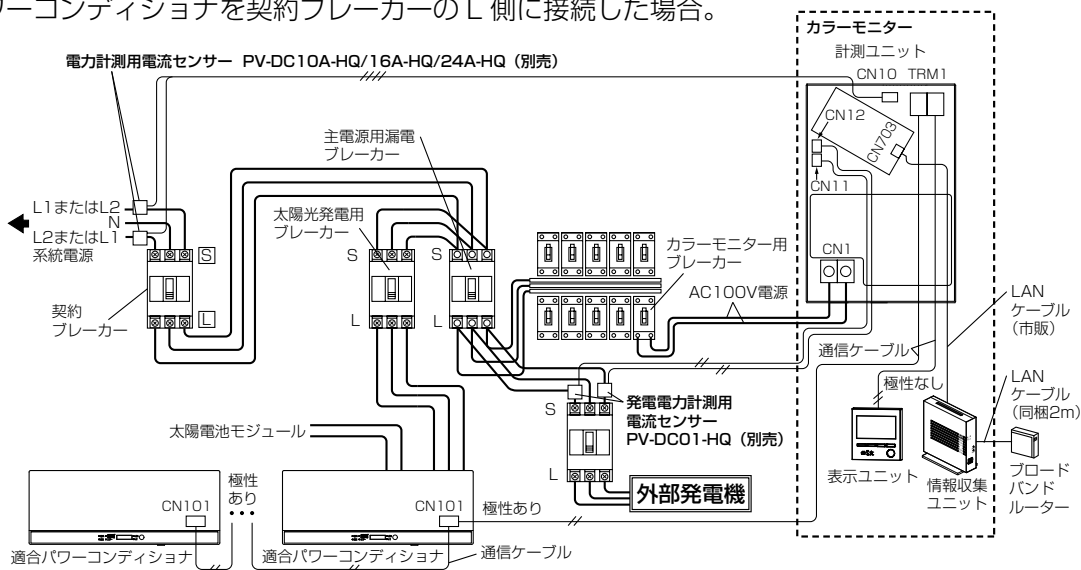 ワーコンディショナを契約ブレーカーの L 側に接続した場合。
カラーモニター
計測ユニット
電力計測用電流センサー PV-DC10A-HQ/16A-HQ/24A-HQ（別売）
CN10 TRM1
CN12
CN703
主電源用漏電
ブレーカー
CN11
L1またはL2
N
L2またはL1
系統電源
太陽光発電用
ブレーカー
カラーモニター用
ブレーカー
CN1
S
S
S
AC100V電源
契約
ブレーカー
L
L
L
LAN
ケーブル
（市販）
通信ケーブル
極性なし
LAN
ケーブル
（同梱2m）
発電電力計測用
電流センサー
PV-DC01-HQ（別売）
S
L
太陽電池モジュール
表示ユニット
情報収集
ユニット
ブロード
バンド
ルーター
外部発電機
極性
あり
CN101
CN101
極性あり
適合パワーコンディショナ
適合パワーコンディショナ
通信ケーブル